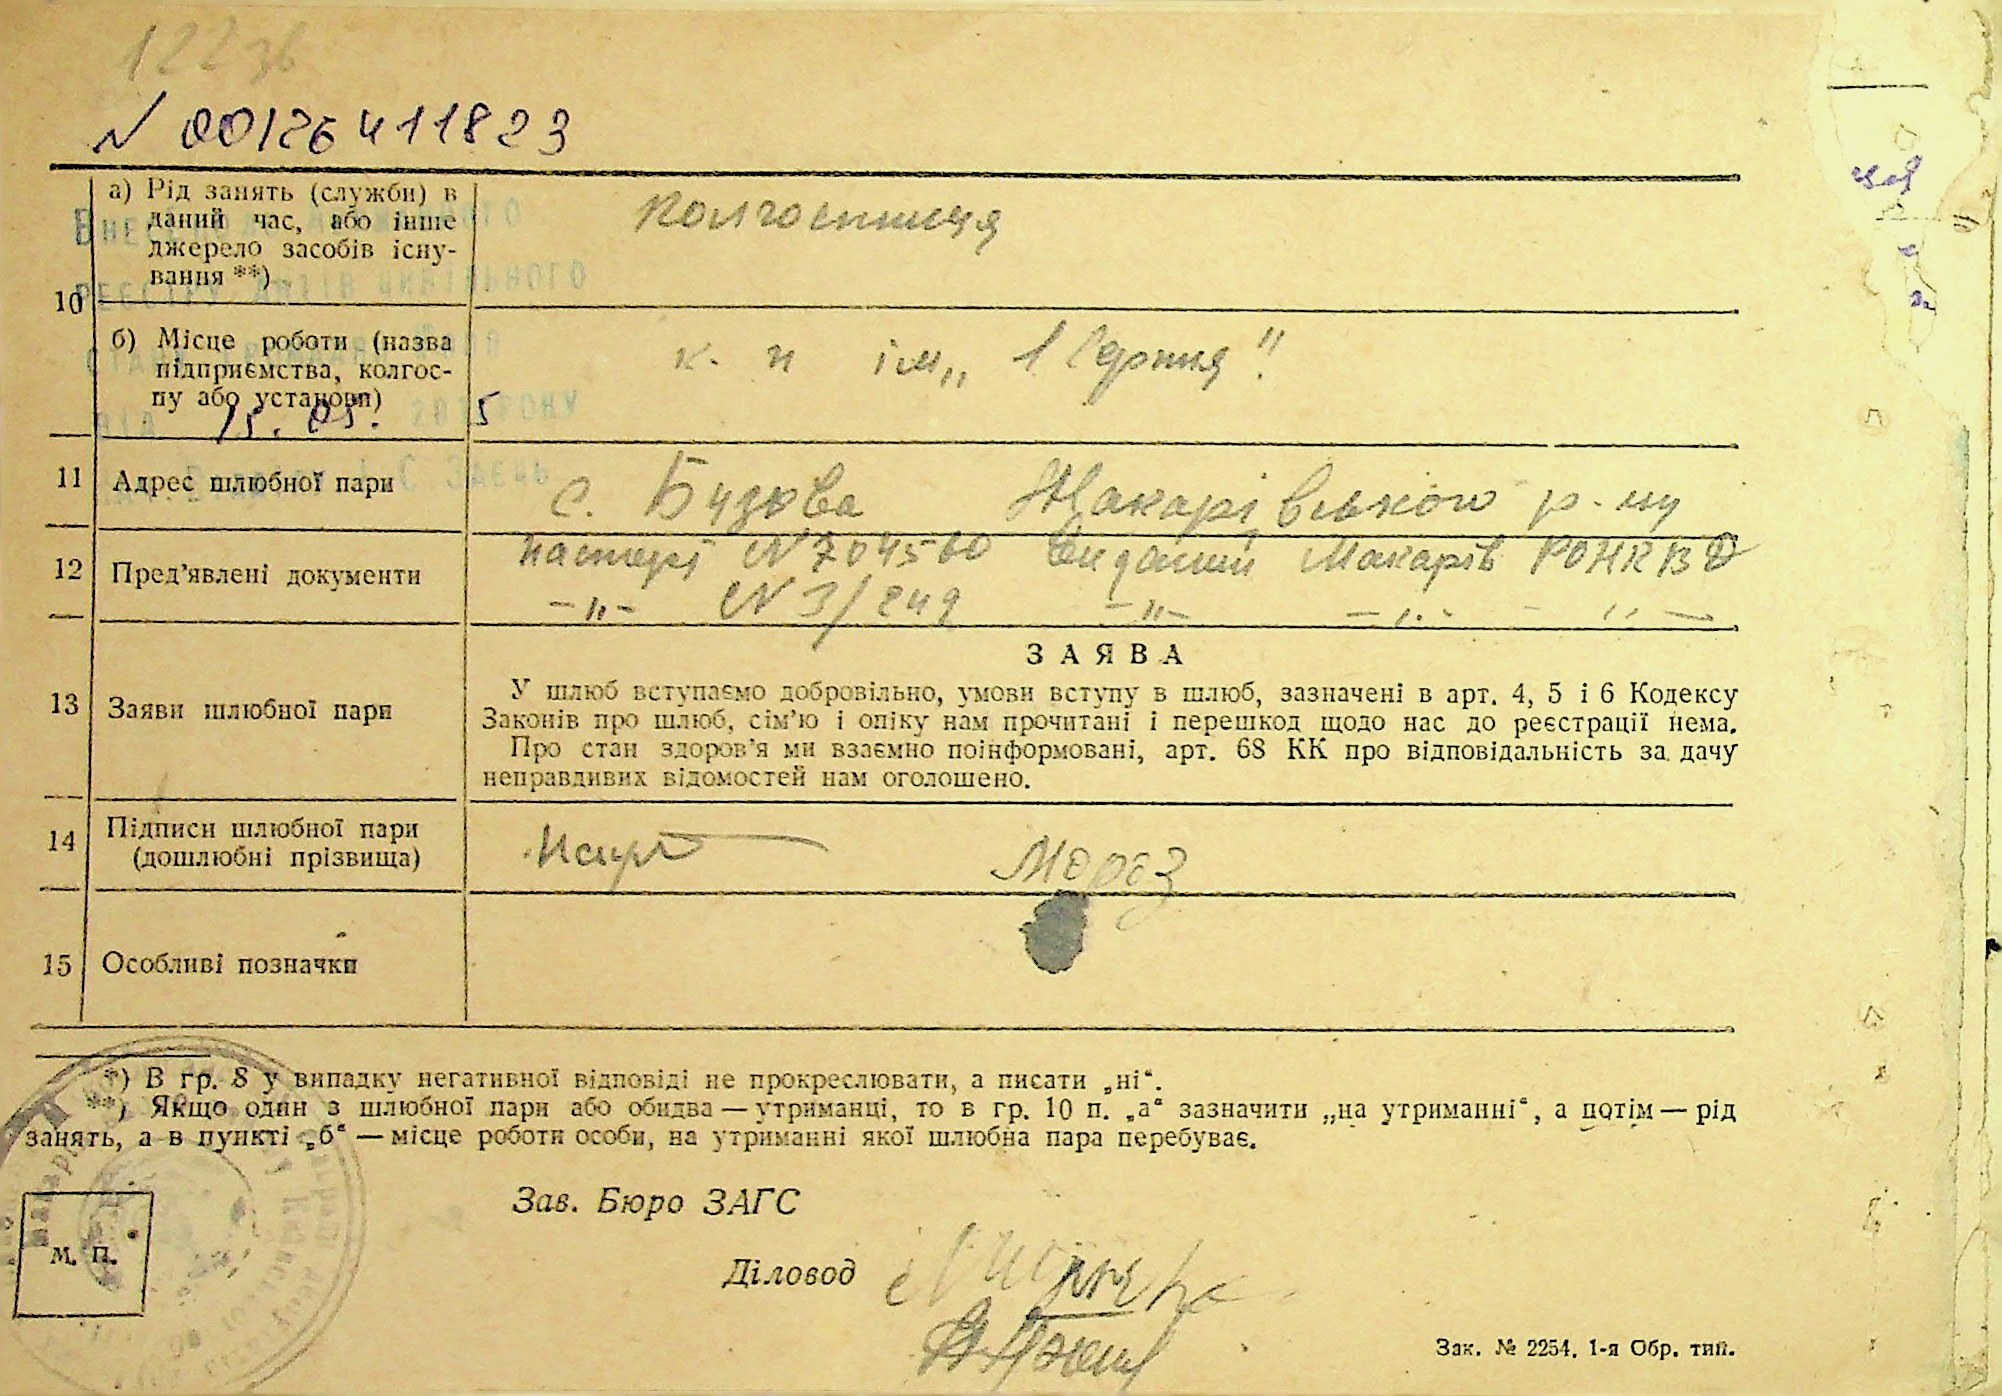 N 00126411823
а) Рід занять (служби) в
даний час, або інше
джерело засобів існу-
вання **)
Колгоспниця
10
б) Місце роботи (назва
підприємства, колгос-
пу або установи)
к. п ім „ 1 Серпня "
15. 05. 5
11 Адрес шлюбної пари
с. Бузова Макарівського р-ну
12 Пред'явлені документи
паспорт N 704560 Виданий Макарів РОНКВД
-„- N 3/249 -„- -„- - „ -
13 Заяви шлюбної пари
ЗАЯВА
У шлюб вступаємо добровільно, умови вступу в шлюб, зазначені в арт. 4, 5 і 6 Кодексу
Законів про шлюб, сім'ю і опіку нам прочитані і перешкод щодо нас до реєстрації нема.
Про стан здоров'я ми взаємно поінформовані, арт. 68 КК про відповідальність за дачу
неправдивих відомостей нам оголошено.
14 Підписи шлюбної пари
(дошлюбні прізвища)
Мороз
15 Особливі позначки
*) В гр. 8 у випадку негативної відповіді не прокреслювати, а писати „ні“.
**) Якщо один з шлюбної пари або обидва — утриманці, то в гр. 10 п. „а“ зазначити „на утриманні“, а потім — рід
занять, а в пункті „б“ — місце роботи особи, на утриманні якої шлюбна пара перебуває.
Зав. Бюро ЗАГС
Діловод
М. П.
Зак. № 2254. 1-я Обр. тип.